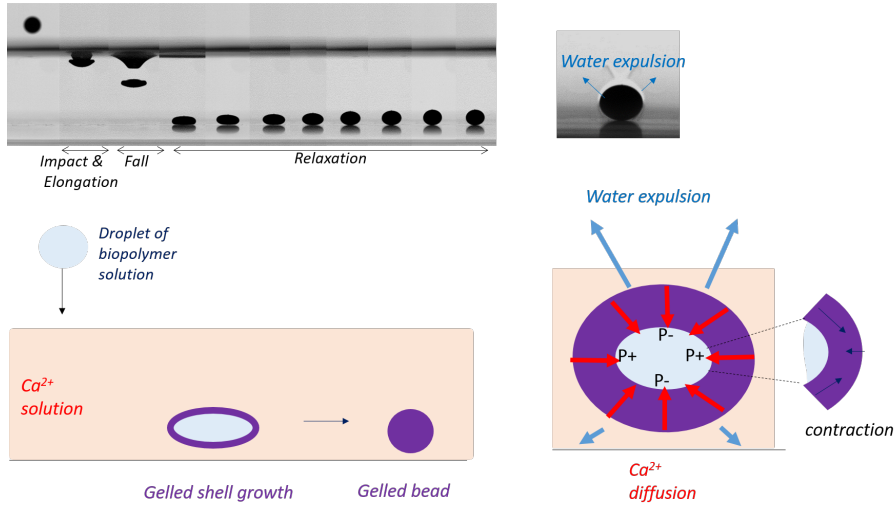 Water expulsion
Impact &
Elongation
Fall
Relaxation
Water expulsion
Droplet of
biopolymer
solution
Ca²⁺
solution
P-
P+
P+
P-
contraction
Gelled shell growth
Gelled bead
Ca²⁺
diffusion